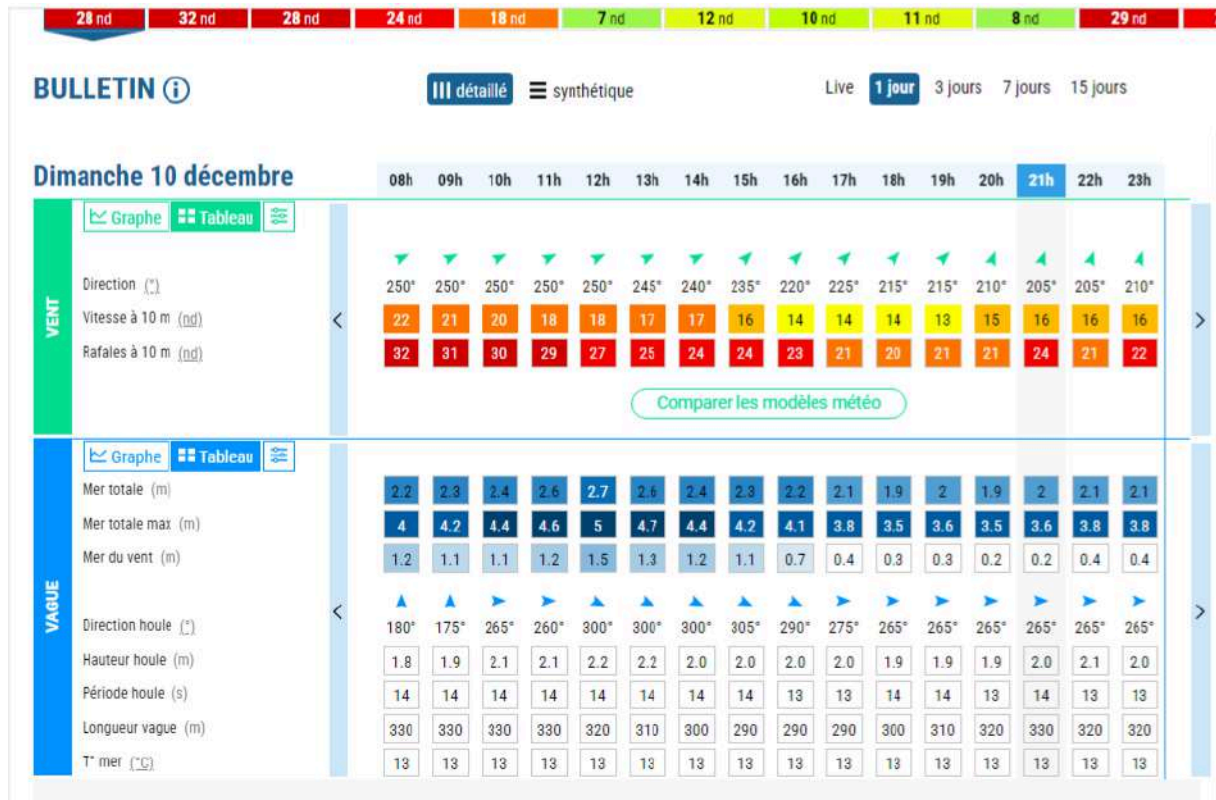 28 nd 32 nd 28 nd 24 nd 18 nd 7 nd 12 nd 10 nd 11 nd 8 nd 29 nd
BULLETIN
détaillé synthétique Live 1 jour 3 jours 7 jours 15 jours
Dimanche 10 décembre 08h 09h 10h 11h 12h 13h 14h 15h 16h 17h 18h 19h 20h 21h 22h 23h
VENT
Graphe Tableau
Direction (°) 250° 250° 250° 250° 250° 245° 240° 235° 220° 225° 215° 215° 210° 205° 205° 210°
Vitesse à 10 m (nd) 22 21 20 18 18 17 17 16 14 14 14 13 15 16 16 16
Rafales à 10 m (nd) 32 31 30 29 27 25 24 24 23 21 20 21 21 24 21 22
Comparer les modèles météo
VAGUE
Graphe Tableau
Mer totale (m) 2.2 2.3 2.4 2.6 2.7 2.6 2.4 2.3 2.2 2.1 1.9 2 1.9 2 2.1 2.1
Mer totale max (m) 4 4.2 4.4 4.6 5 4.7 4.4 4.2 4.1 3.8 3.5 3.6 3.5 3.6 3.8 3.8
Mer du vent (m) 1.2 1.1 1.1 1.2 1.5 1.3 1.2 1.1 0.7 0.4 0.3 0.3 0.2 0.2 0.4 0.4
Direction houle (°) 180° 175° 265° 260° 300° 300° 300° 305° 290° 275° 265° 265° 265° 265° 265° 265°
Hauteur houle (m) 1.8 1.9 2.1 2.1 2.2 2.2 2.0 2.0 2.0 2.0 1.9 1.9 1.9 2.0 2.1 2.0
Période houle (s) 14 14 14 14 14 14 14 14 13 13 14 14 13 14 13 13
Longueur vague (m) 330 330 330 330 320 310 300 290 290 290 300 310 320 330 320 320
T° mer (°C) 13 13 13 13 13 13 13 13 13 13 13 13 13 13 13 13